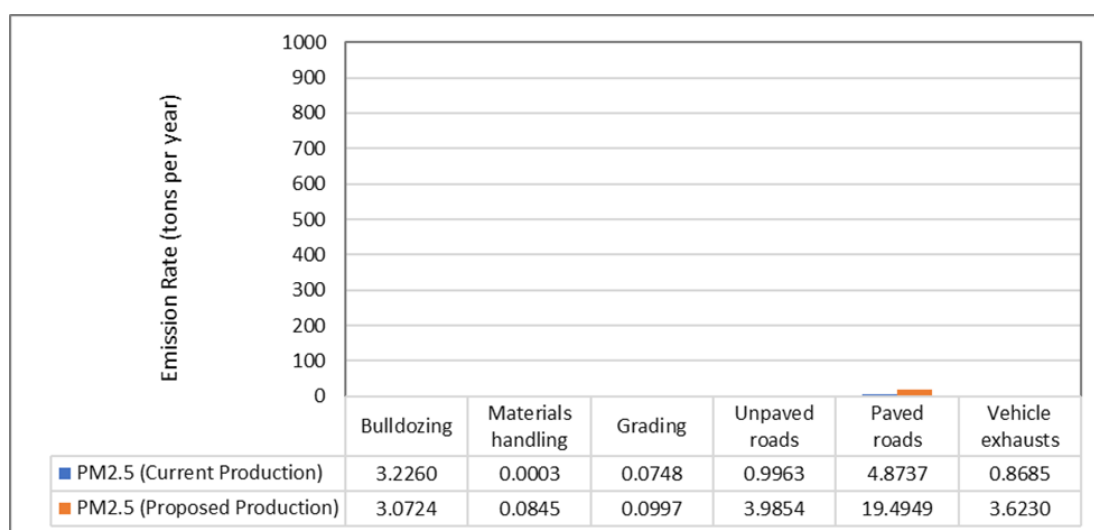 Emission Rate (tons per year)
1000
900
800
700
600
500
400
300
200
100
0
Bulldozing
Materials
handling
Grading
Unpaved
roads
Paved
roads
Vehicle
exhausts
PM2.5 (Current Production) 3.2260 0.0003 0.0748 0.9963 4.8737 0.8685
PM2.5 (Proposed Production) 3.0724 0.0845 0.0997 3.9854 19.4949 3.6230